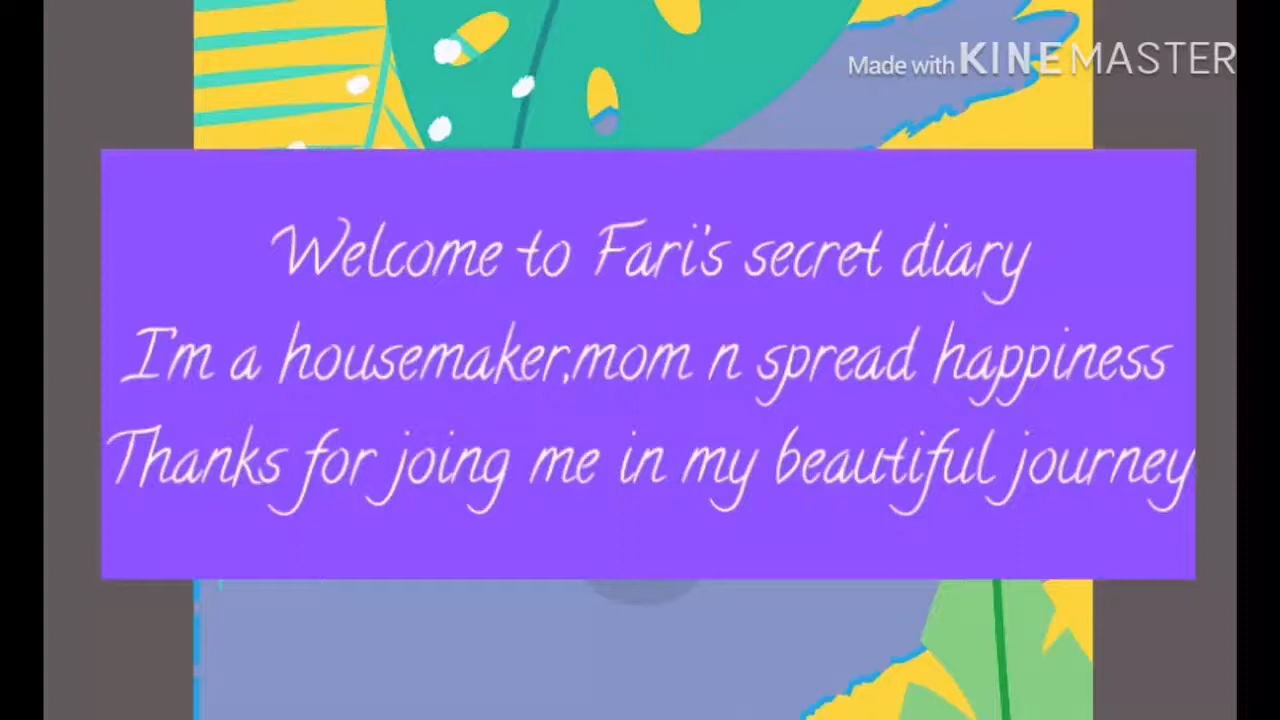 Made with KINEMASTER
Welcome to Fari's secret diary
I'm a housemaker,mom n spread happiness
Thanks for joing me in my beautiful journey